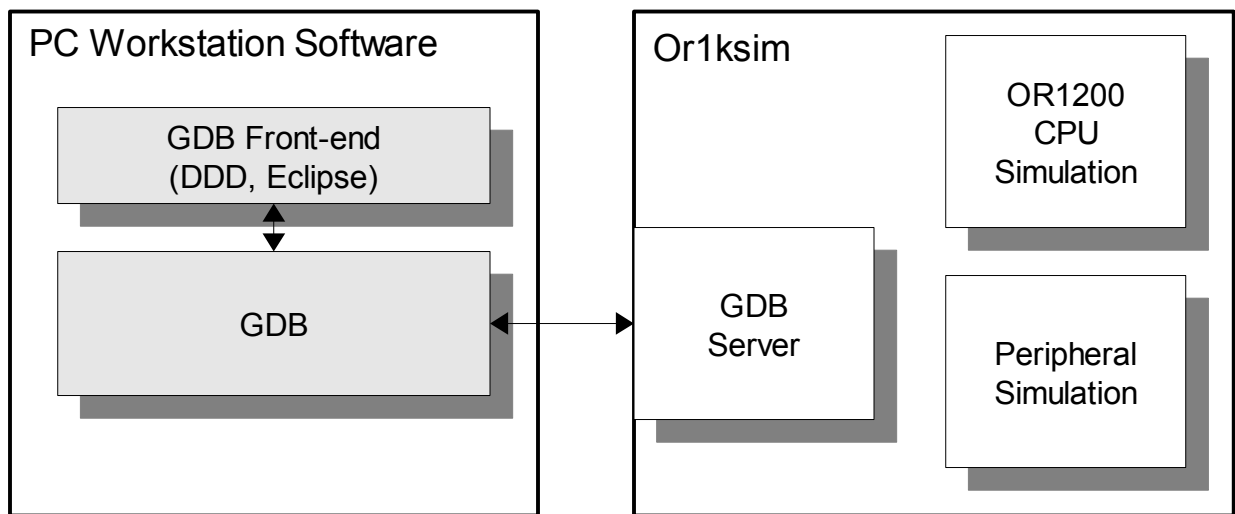 PC Workstation Software
GDB Front-end
(DDD, Eclipse)
GDB
Or1ksim
OR1200
CPU
Simulation
GDB
Server
Peripheral
Simulation